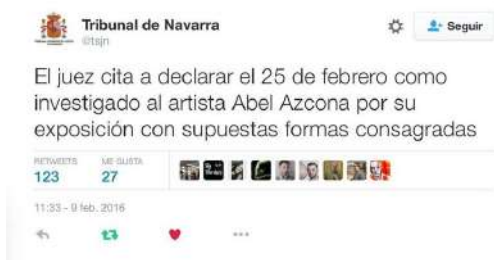 Tribunal de Navarra
@tsjn
Seguir
El juez cita a declarar el 25 de febrero como
investigado al artista Abel Azcona por su
exposición con supuestas formas consagradas
RETWEETS
ME GUSTA
123
27
11:33 - 9 feb. 2016